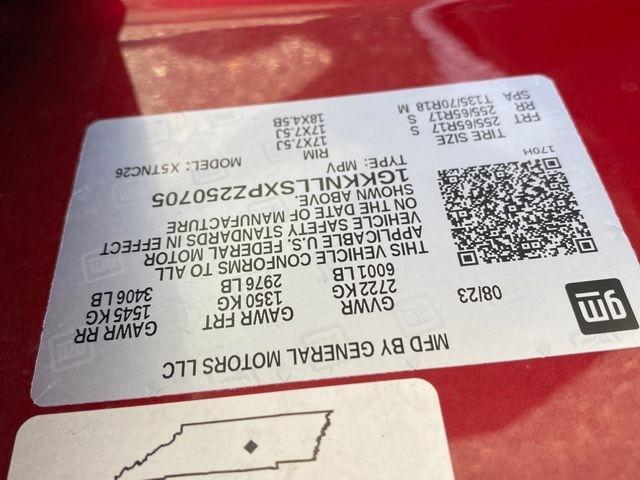 MFD BY GENERAL MOTORS LLC
gm
08/23
GVWR
2722 KG
6001 LB
GAWR FRT
1350 KG
2976 LB
GAWR RR
1545 KG
3406 LB
THIS VEHICLE CONFORMS TO ALL
APPLICABLE U.S. FEDERAL MOTOR
VEHICLE SAFETY STANDARDS IN EFFECT
ON THE DATE OF MANUFACTURE
SHOWN ABOVE.
1GKKNLLSXPZ250705
TYPE: MPV MODEL: X5TNC26
170H
TIRE SIZE RIM
FRT 255/65R17 S 17X7.5J
RR 255/65R17 S 17X7.5J
SPA T135/70R18 M 18X4.5B